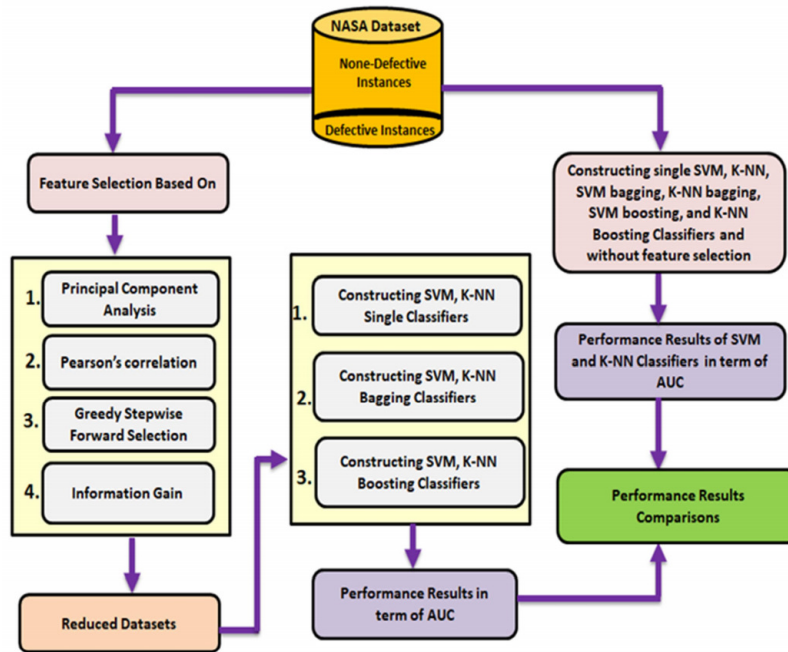 NASA Dataset
None-Defective
Instances
Defective Instances
Feature Selection Based On
1.
Principal Component
Analysis
2.
Pearson's correlation
3.
Greedy Stepwise
Forward Selection
4.
Information Gain
Reduced Datasets
1.
Constructing SVM, K-NN
Single Classifiers
2.
Constructing SVM, K-NN
Bagging Classifiers
3.
Constructing SVM, K-NN
Boosting Classifiers
Performance Results in
term of AUC
Constructing single SVM, K-NN,
SVM bagging, K-NN bagging,
SVM boosting, and K-NN
Boosting Classifiers and
without feature selection
Performance Results of SVM
and K-NN Classifiers in term of
AUC
Performance Results
Comparisons